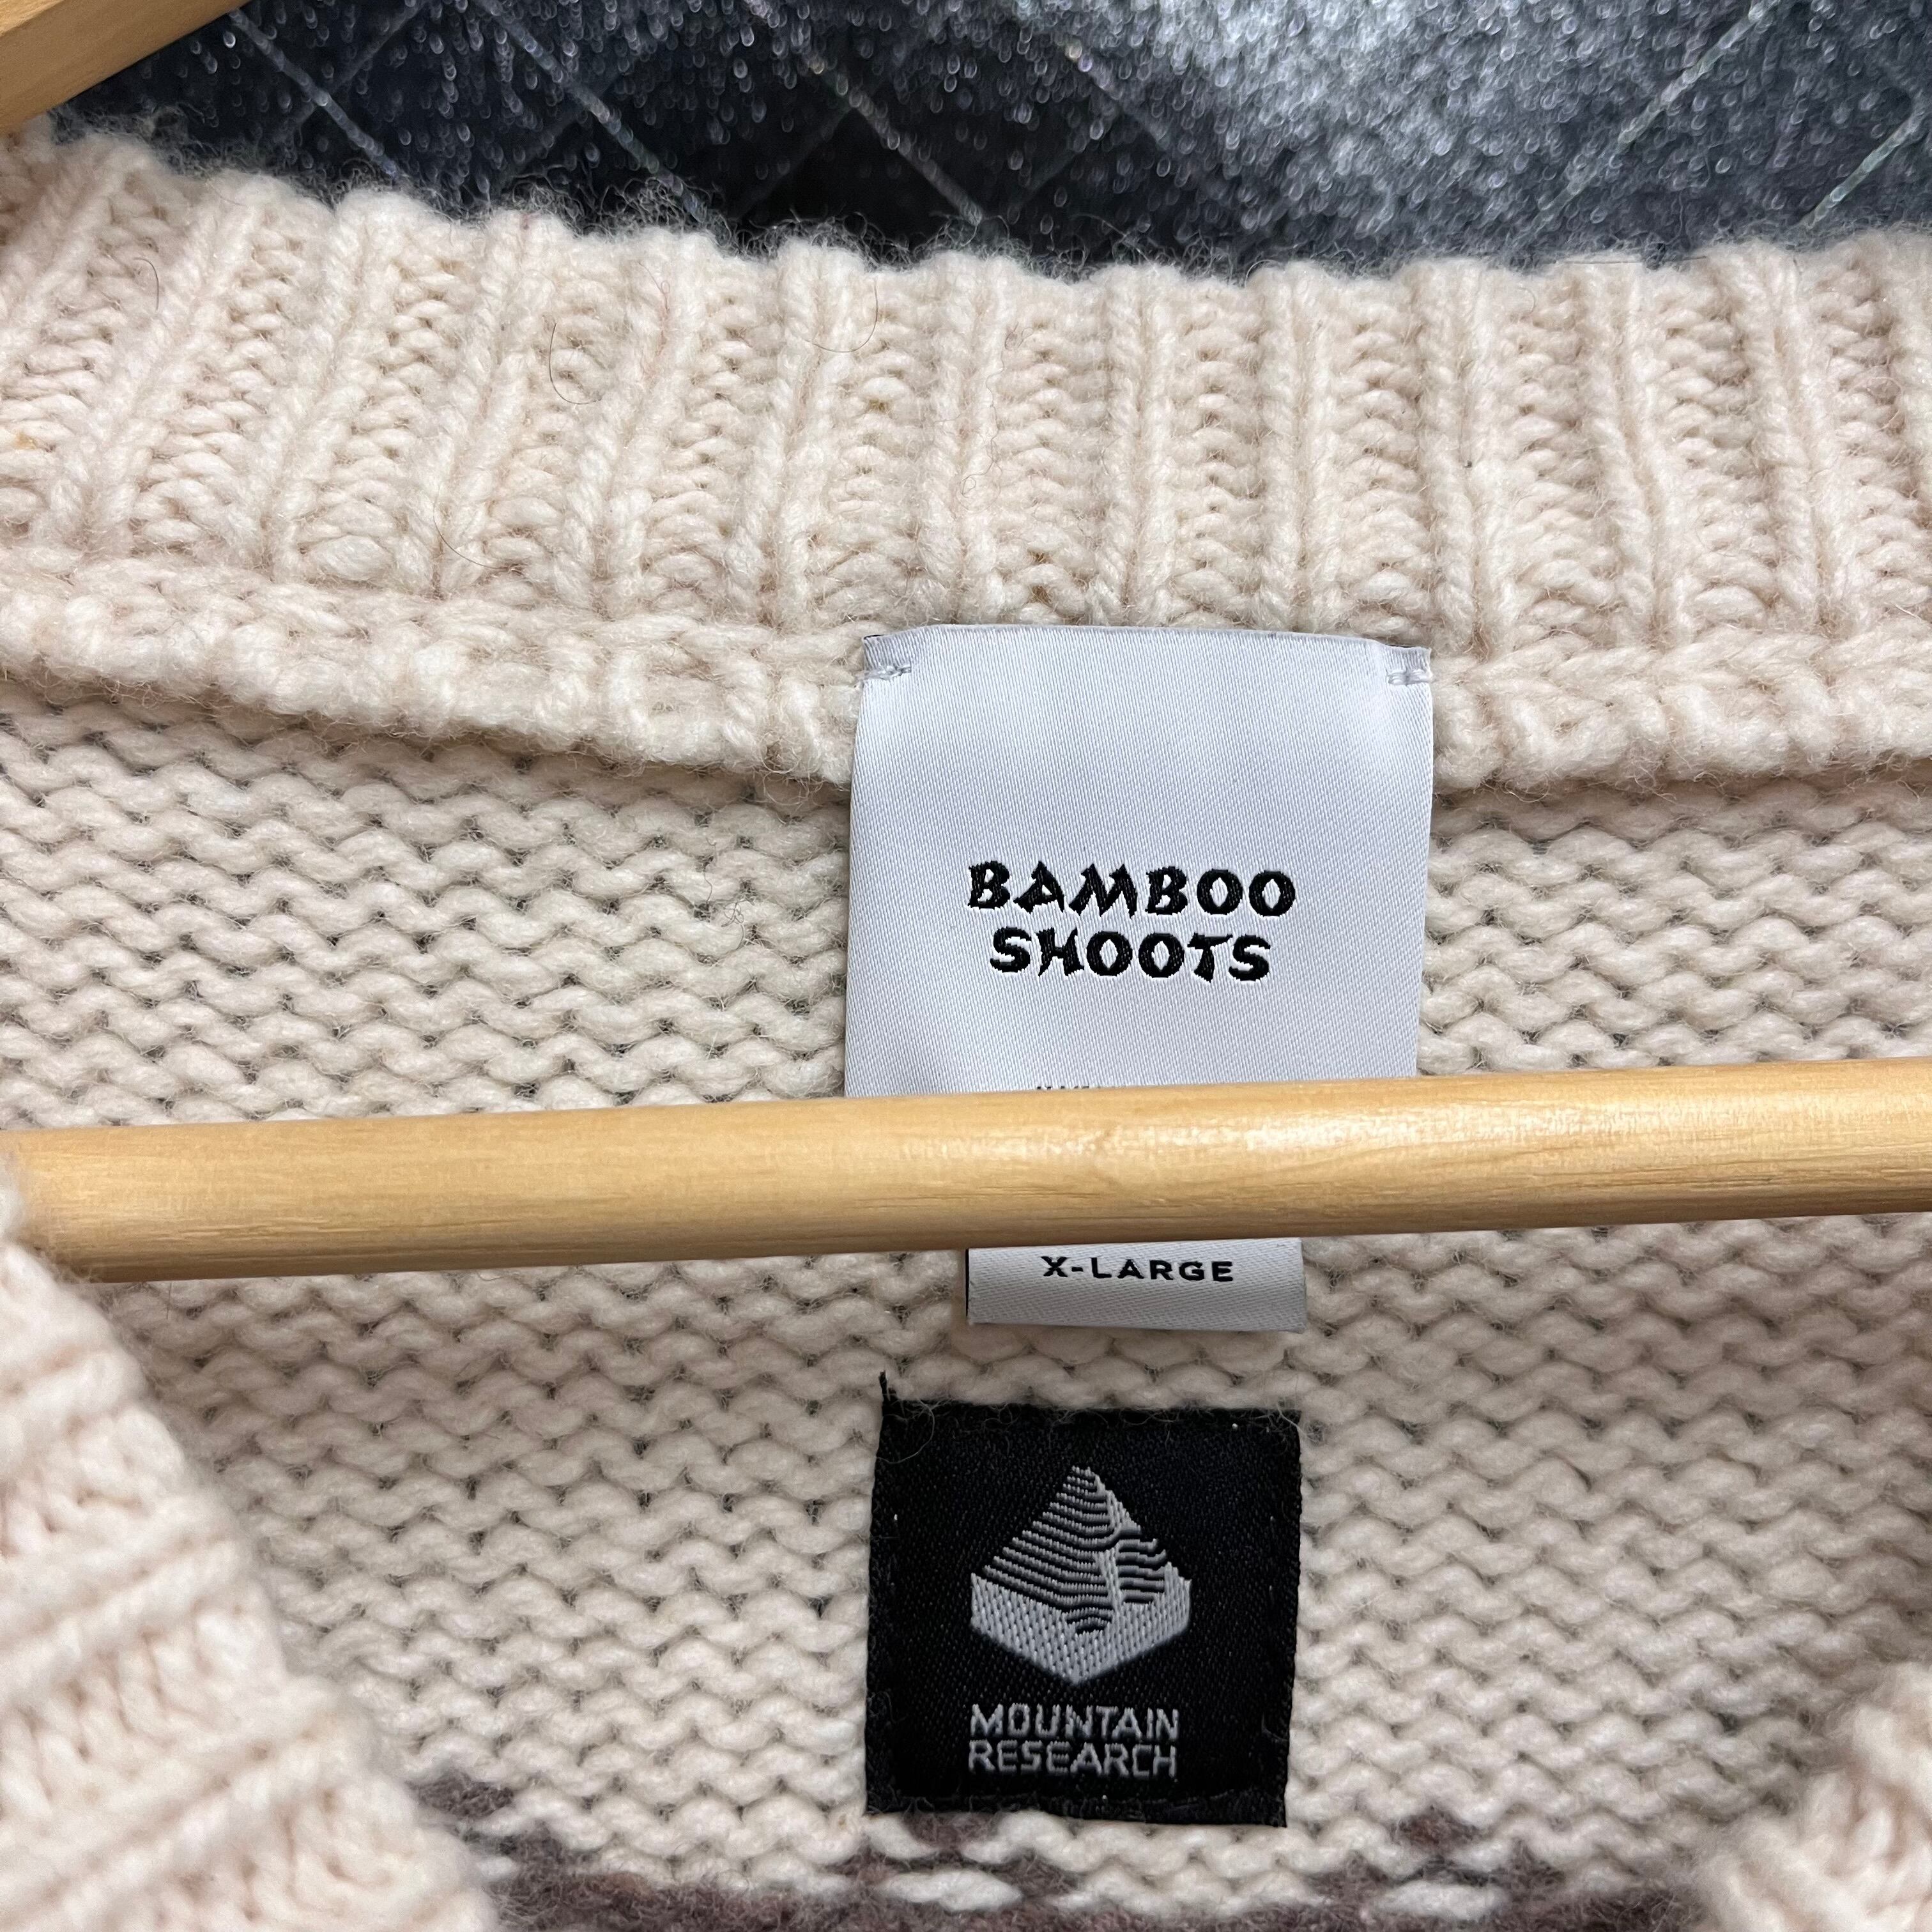 BAMBOO
SHOOTS
X-LARGE
MOUNTAIN
RESEARCH